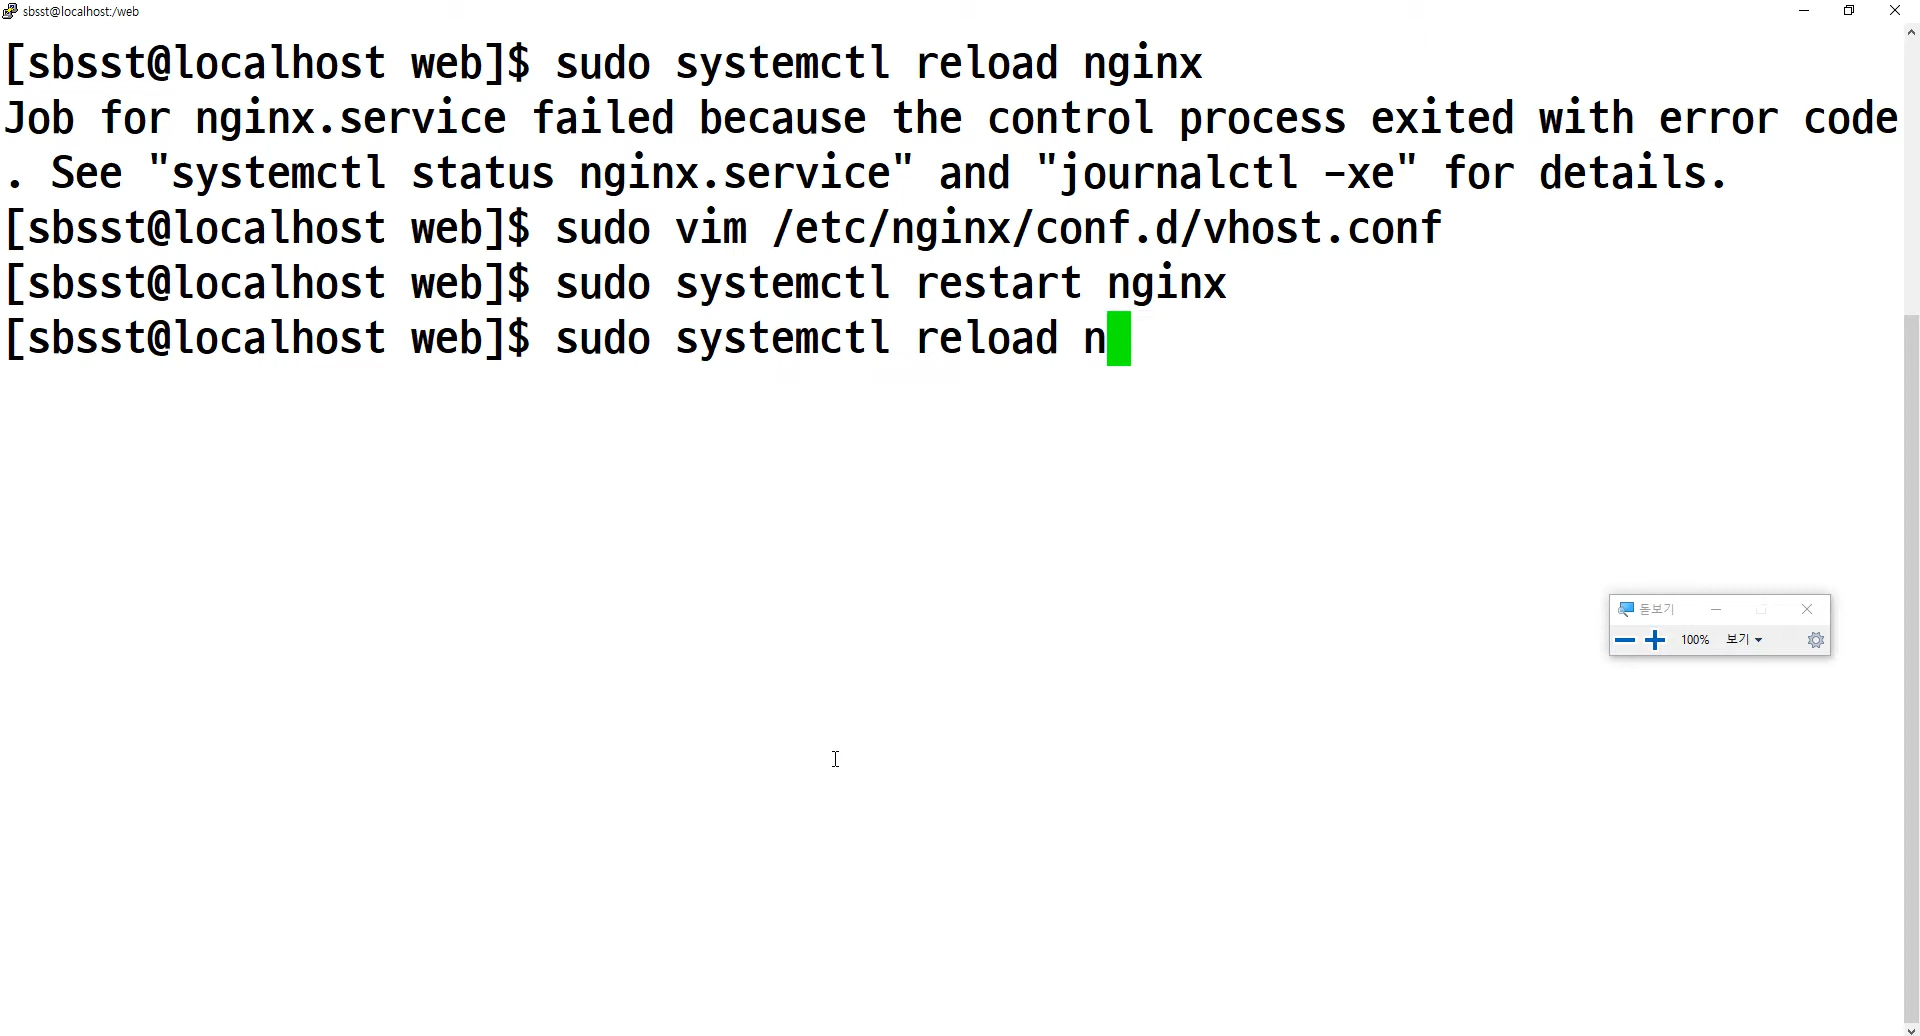 sbsst@localhost:/web
[sbsst@localhost web]$ sudo systemctl reload nginx
Job for nginx.service failed because the control process exited with error code
. See "systemctl status nginx.service" and "journalctl -xe" for details.
[sbsst@localhost web]$ sudo vim /etc/nginx/conf.d/vhost.conf
[sbsst@localhost web]$ sudo systemctl restart nginx
[sbsst@localhost web]$ sudo systemctl reload n
돋보기
100% 보기